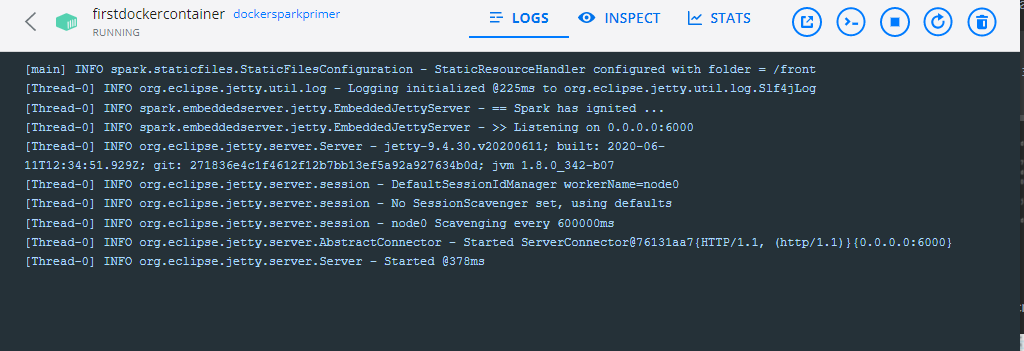 firstdockercontainer dockersparkprimer
RUNNING
LOGS INSPECT STATS
[main] INFO spark.staticfiles.StaticFilesConfiguration - StaticResourceHandler configured with folder = /front
[Thread-0] INFO org.eclipse.jetty.util.log - Logging initialized @225ms to org.eclipse.jetty.util.log.Slf4jLog
[Thread-0] INFO spark.embeddedserver.jetty.EmbeddedJettyServer - == Spark has ignited ...
[Thread-0] INFO spark.embeddedserver.jetty.EmbeddedJettyServer - >> Listening on 0.0.0.0:6000
[Thread-0] INFO org.eclipse.jetty.server.Server - jetty-9.4.30.v20200611; built: 2020-06-
11T12:34:51.929Z; git: 271836e4c1f4612f12b7bb13ef5a92a927634b0d; jvm 1.8.0_342-b07
[Thread-0] INFO org.eclipse.jetty.server.session - DefaultSessionIdManager workerName=node0
[Thread-0] INFO org.eclipse.jetty.server.session - No SessionScavenger set, using defaults
[Thread-0] INFO org.eclipse.jetty.server.session - node0 Scavenging every 600000ms
[Thread-0] INFO org.eclipse.jetty.server.AbstractConnector - Started ServerConnector@76131aa7{HTTP/1.1, (http/1.1)}{0.0.0.0:6000}
[Thread-0] INFO org.eclipse.jetty.server.Server - Started @378ms